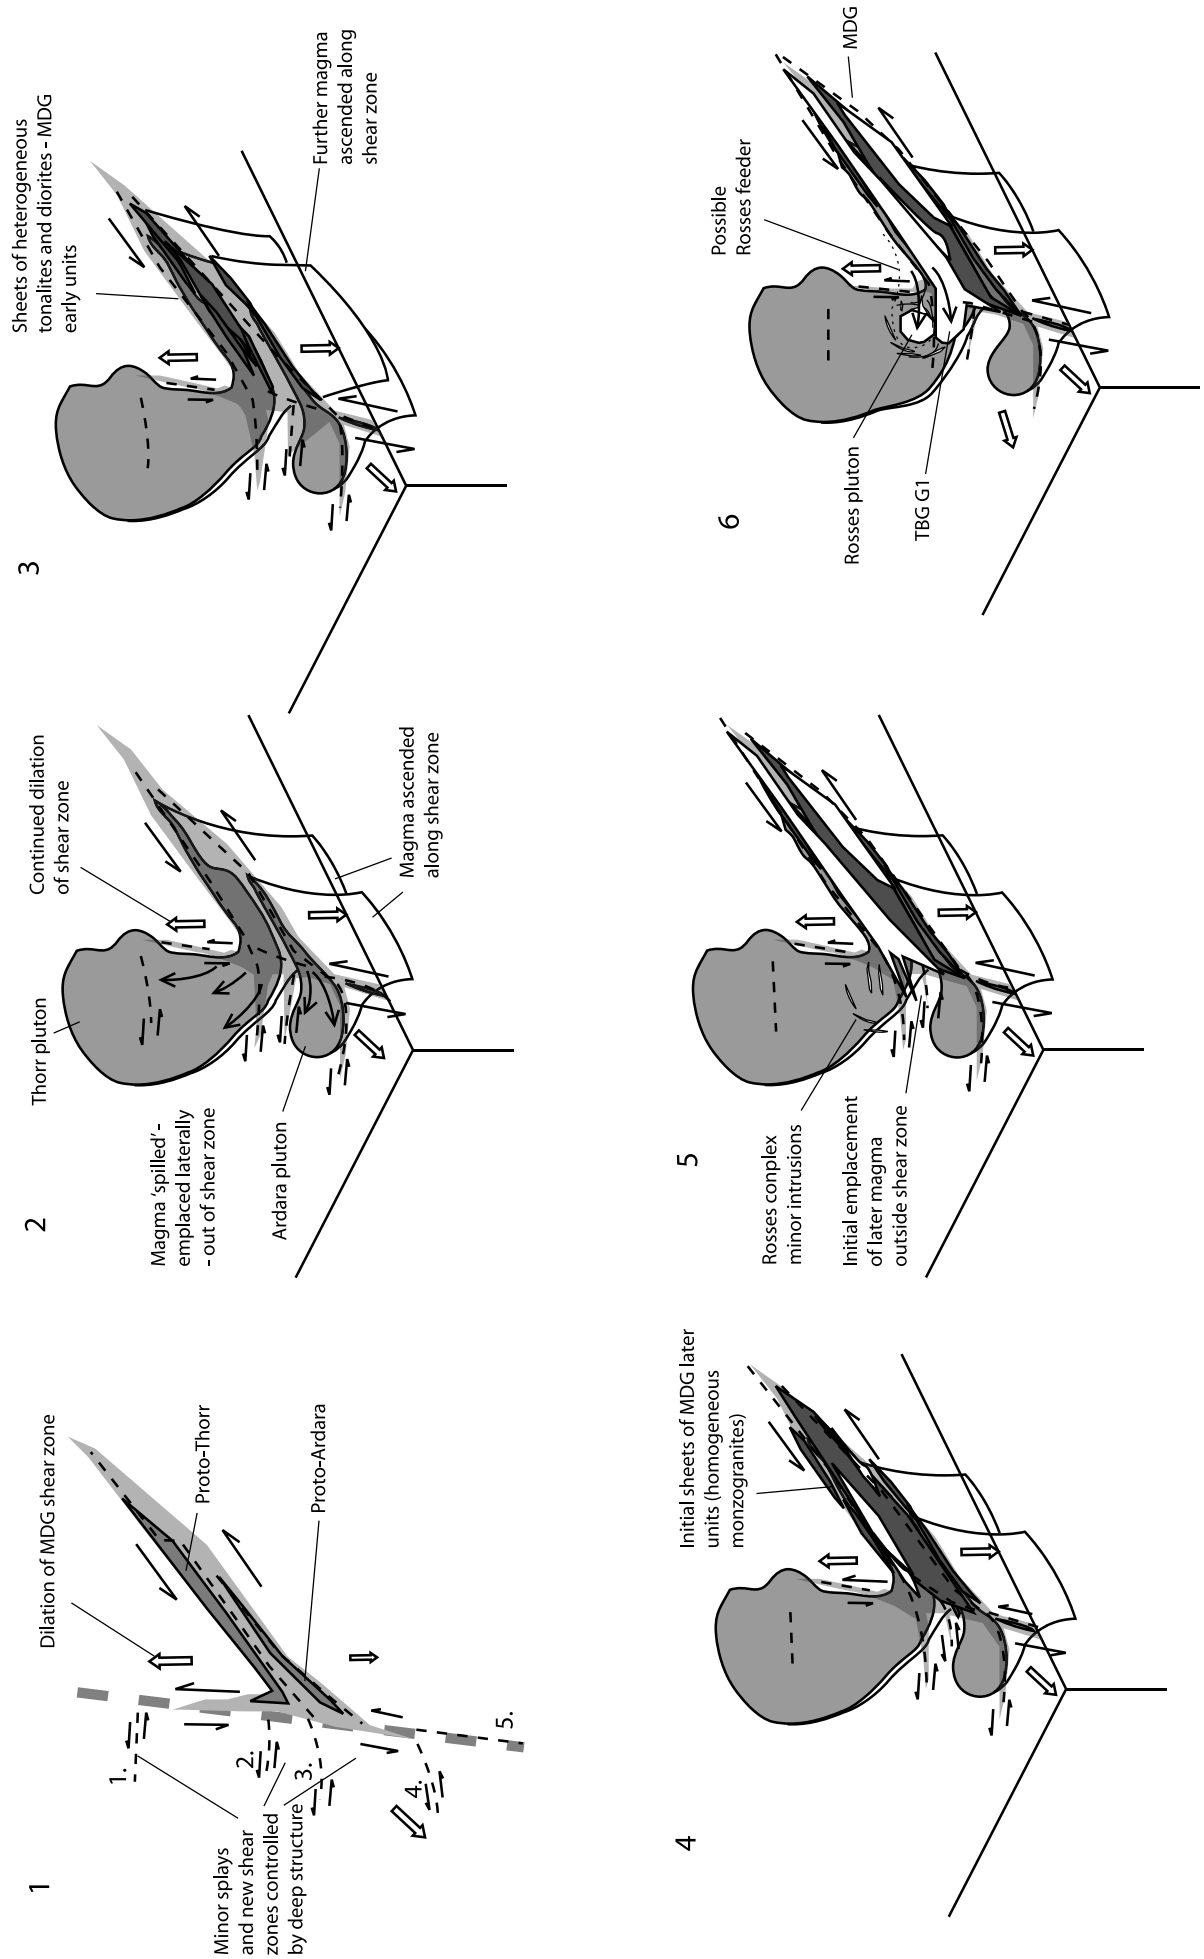 1
Dilation of MDG shear zone
Proto-Thorr
Proto-Ardara
Minor splays
and new shear
zones controlled
by deep structure
1.
2.
3.
4.
5.
2
Thorr pluton
Continued dilation
of shear zone
Magma ‘spilled’-
emplaced laterally
- out of shear zone
Ardara pluton
Magma ascended
along shear zone
3
Sheets of heterogeneous
tonalites and diorites - MDG
early units
Further magma
ascended along
shear zone
4
Initial sheets of MDG later
units (homogeneous
monzogranites)
5
Rosses conplex
minor intrusions
Initial emplacement
of later magma
outside shear zone
6
Possible
Rosses feeder
MDG
Rosses pluton
TBG G1